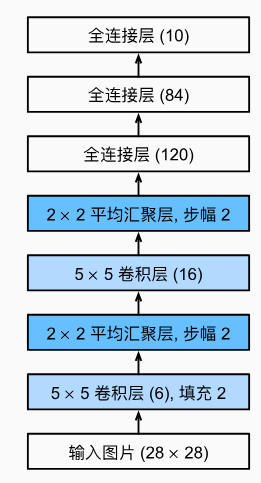 全连接层 (10)
全连接层 (84)
全连接层 (120)
2 × 2 平均汇聚层, 步幅 2
5 × 5 卷积层 (16)
2 × 2 平均汇聚层, 步幅 2
5 × 5 卷积层 (6), 填充 2
输入图片 (28 × 28)